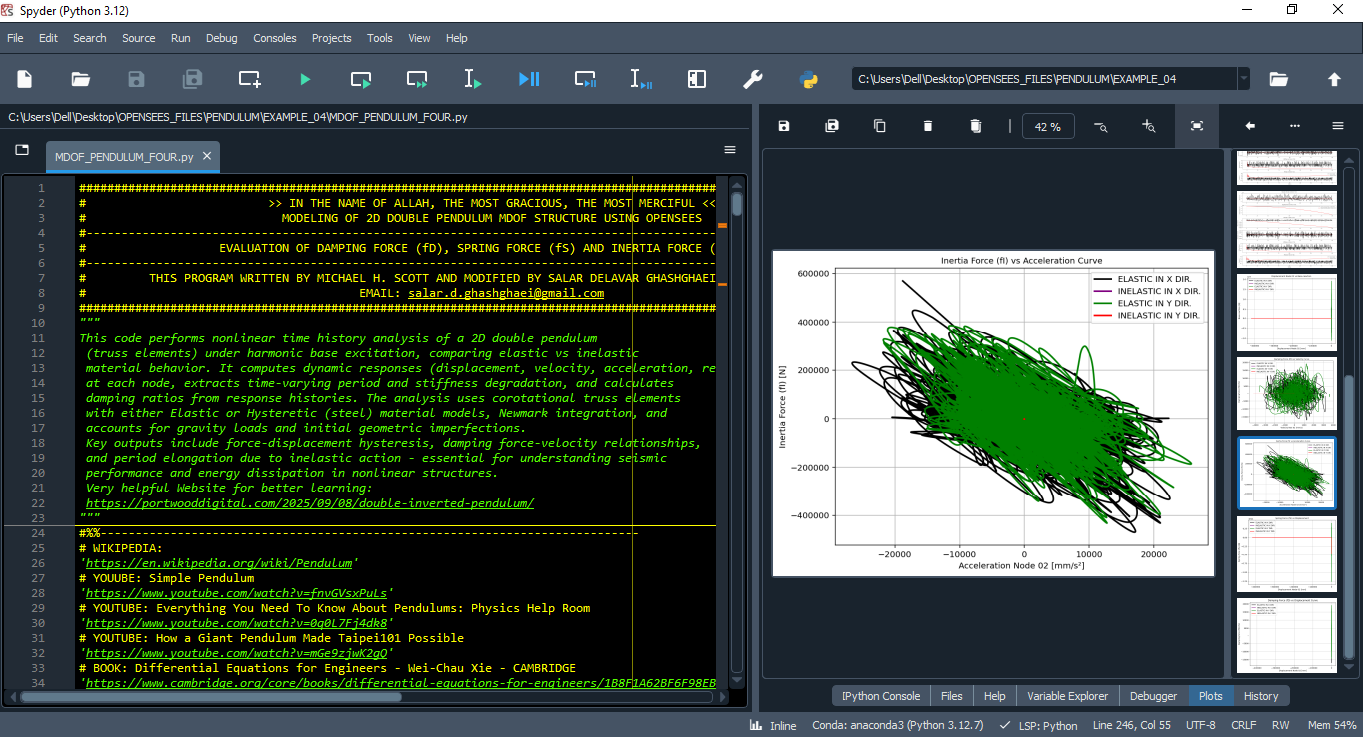 Spyder (Python 3.12)
File Edit Search Source Run Debug Consoles Projects Tools View Help
C:\Users\Dell\Desktop\OPENSEES_FILES\PENDULUM\EXAMPLE_04
C:\Users\Dell\Desktop\OPENSEES_FILES\PENDULUM\EXAMPLE_04\MDOF_PENDULUM_FOUR.py
MDOF_PENDULUM_FOUR.py
42 %
1 ###########################################################################################
2 # >> IN THE NAME OF ALLAH, THE MOST GRACIOUS, THE MOST MERCIFUL <<
3 # MODELING OF 2D DOUBLE PENDULUM MDOF STRUCTURE USING OPENSEES
4 #------------------------------------------------------------------------------------------
5 # EVALUATION OF DAMPING FORCE (fD), SPRING FORCE (fS) AND INERTIA FORCE (
6 #------------------------------------------------------------------------------------------
7 # THIS PROGRAM WRITTEN BY MICHAEL H. SCOTT AND MODIFIED BY SALAR DELAVAR GHASHGHAEI
8 # EMAIL: salar.d.ghashghaei@gmail.com
9 ###########################################################################################
10 """
11 This code performs nonlinear time history analysis of a 2D double pendulum
12 (truss elements) under harmonic base excitation, comparing elastic vs inelastic
13 material behavior. It computes dynamic responses (displacement, velocity, acceleration, re
14 at each node, extracts time-varying period and stiffness degradation, and calculates
15 damping ratios from response histories. The analysis uses corotational truss elements
16 with either Elastic or Hysteretic (steel) material models, Newmark integration, and
17 accounts for gravity loads and initial geometric imperfections.
18 Key outputs include force-displacement hysteresis, damping force-velocity relationships,
19 and period elongation due to inelastic action - essential for understanding seismic
20 performance and energy dissipation in nonlinear structures.
21 Very helpful Website for better learning:
22 https://portwooddigital.com/2025/09/08/double-inverted-pendulum/
23 """
24 #%%-----------------------------------------------------------------------------
25 # WIKIPEDIA:
26 'https://en.wikipedia.org/wiki/Pendulum'
27 # YOUUBE: Simple Pendulum
28 'https://www.youtube.com/watch?v=fnvGVsxPuLs'
29 # YOUTUBE: Everything You Need To Know About Pendulums: Physics Help Room
30 'https://www.youtube.com/watch?v=0q0L7Fj4dk8'
31 # YOUTUBE: How a Giant Pendulum Made Taipei101 Possible
32 'https://www.youtube.com/watch?v=mGe9zjwK2gQ'
33 # BOOK: Differential Equations for Engineers - Wei-Chau Xie - CAMBRIDGE
34 'https://www.cambridge.org/core/books/differential-equations-for-engineers/1B8F1A62BF6F98EB
Inertia Force (fI) vs Acceleration Curve
ELASTIC IN X DIR.
INELASTIC IN X DIR.
ELASTIC IN Y DIR.
INELASTIC IN Y DIR.
600000
400000
200000
0
−200000
−400000
Inertia Force (fI) [N]
−20000 −10000 0 10000 20000
Acceleration Node 02 [mm/s²]
IPython Console Files Help Variable Explorer Debugger Plots History
Inline Conda: anaconda3 (Python 3.12.7) LSP: Python Line 246, Col 55 UTF-8 CRLF RW Mem 54%